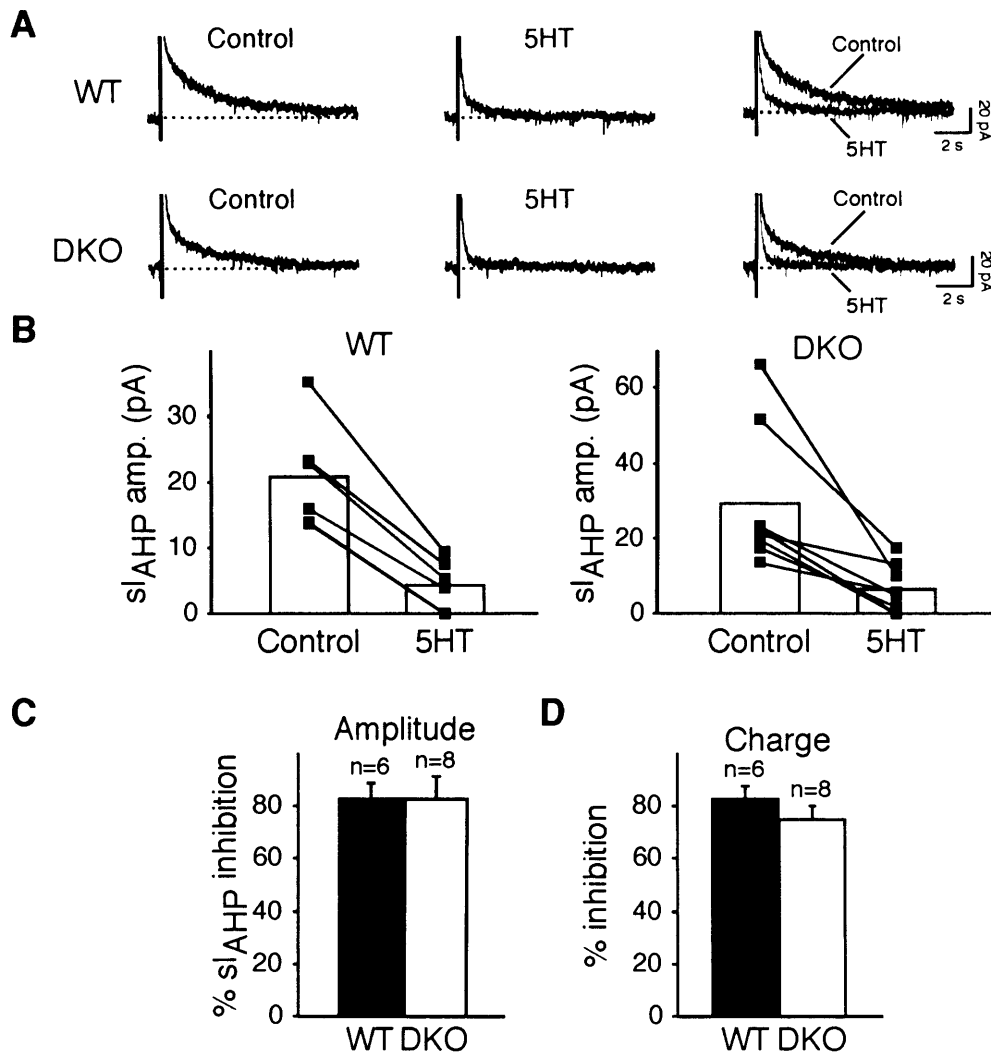 A
Control
5HT
Control
WT
5HT
20 pA
2 s
Control
5HT
Control
DKO
5HT
20 pA
2 s
B
WT
DKO
sIAHP amp. (pA)
30
20
10
0
Control
5HT
sIAHP amp. (pA)
60
40
20
0
Control
5HT
C
Amplitude
n=6
n=8
% sIAHP inhibition
80
60
40
20
0
WT DKO
D
Charge
n=6
n=8
% inhibition
80
60
40
20
0
WT DKO